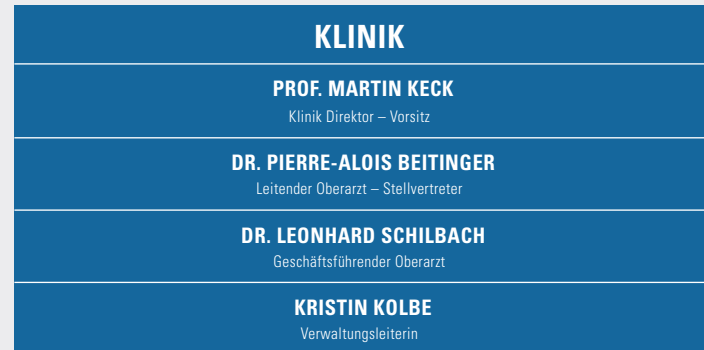 KLINIK
PROF. MARTIN KECK
Klinik Direktor – Vorsitz
DR. PIERRE-ALOIS BEITINGER
Leitender Oberarzt – Stellvertreter
DR. LEONHARD SCHILBACH
Geschäftsführender Oberarzt
KRISTIN KOLBE
Verwaltungsleiterin